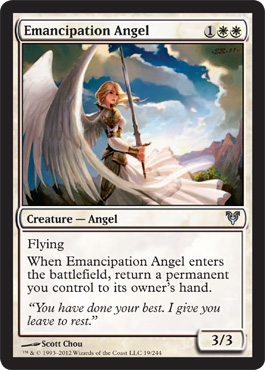 Emancipation Angel 1
Creature — Angel
Flying
When Emancipation Angel enters
the battlefield, return a permanent
you control to its owner's hand.
"You have done your best. I give you
leave to rest."
Scott Chou
3/3
™ & © 1993-2012 Wizards of the Coast LLC 19/244